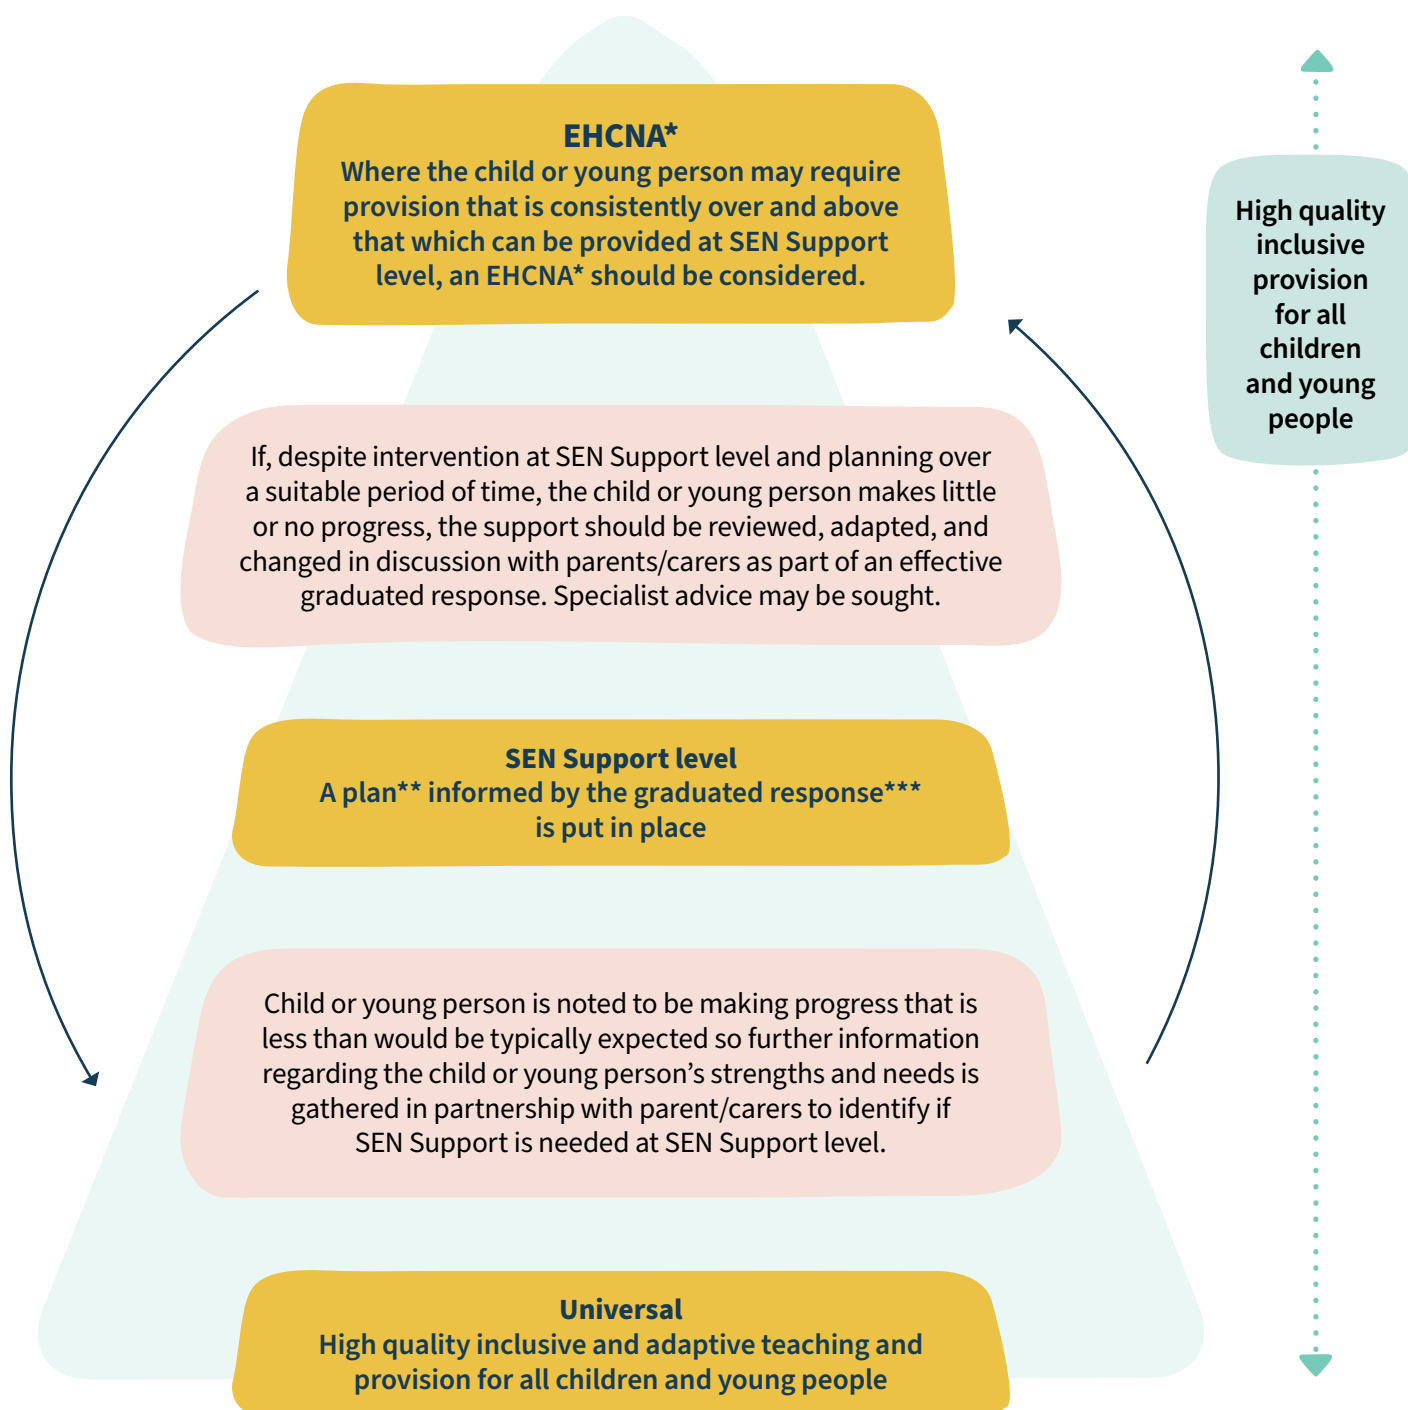 EHCNA*
Where the child or young person may require
provision that is consistently over and above
that which can be provided at SEN Support
level, an EHCNA* should be considered.
High quality
inclusive
provision
for all
children
and young
people
If, despite intervention at SEN Support level and planning over
a suitable period of time, the child or young person makes little
or no progress, the support should be reviewed, adapted, and
changed in discussion with parents/carers as part of an effective
graduated response. Specialist advice may be sought.
SEN Support level
A plan** informed by the graduated response***
is put in place
Child or young person is noted to be making progress that is
less than would be typically expected so further information
regarding the child or young person’s strengths and needs is
gathered in partnership with parent/carers to identify if
SEN Support is needed at SEN Support level.
Universal
High quality inclusive and adaptive teaching and
provision for all children and young people